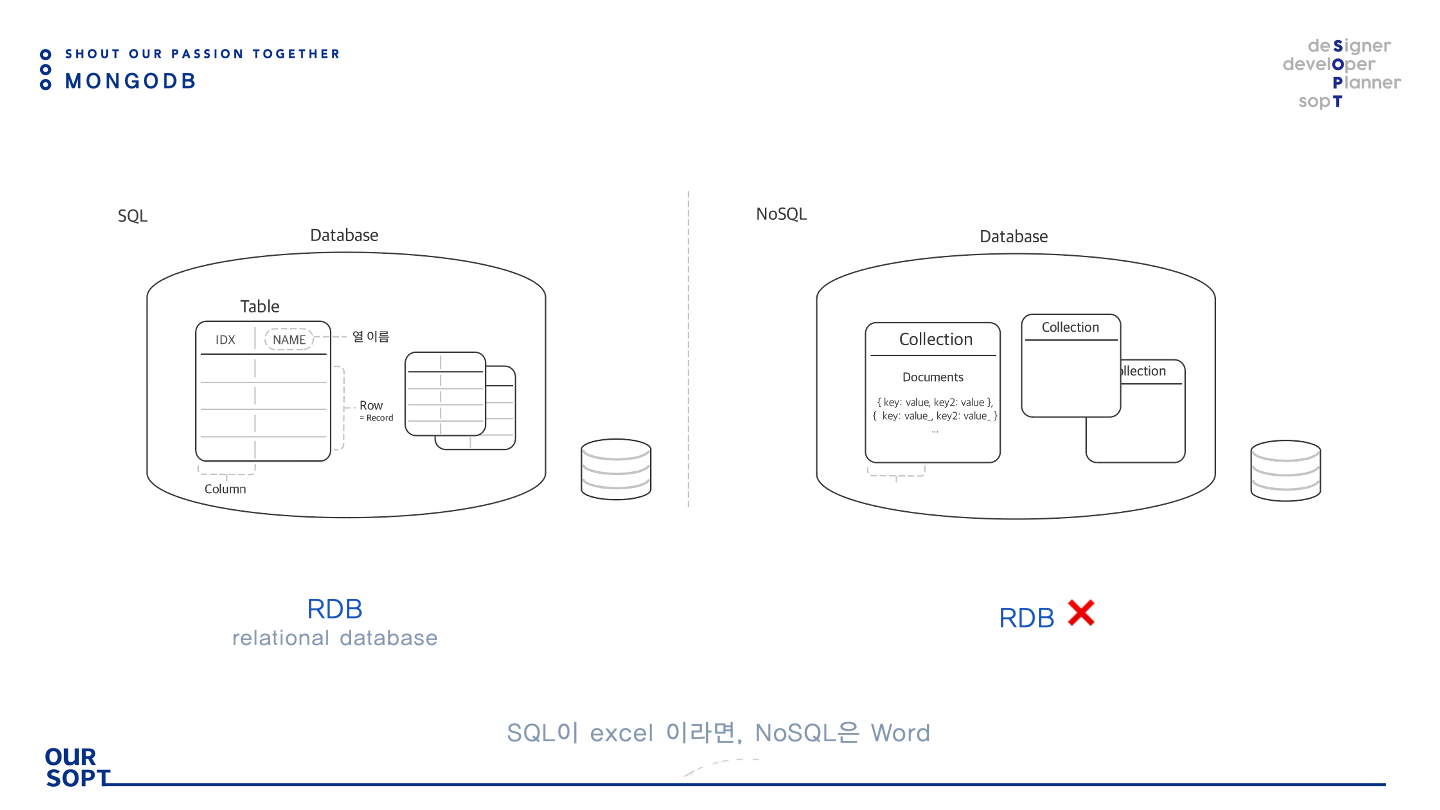 SHOUT OUR PASSION TOGETHER
MONGODB
deSigner
develOper
Planner
sopT
SQL
Database
Table
IDX
NAME
열 이름
Row
= Record
Column
NoSQL
Database
Collection
Documents
{ key: value, key2: value },
{ key: value_, key2: value_ }
...
Collection
ollection
RDB
relational database
RDB
SQL이 excel 이라면, NoSQL은 Word
OUR
SOPT